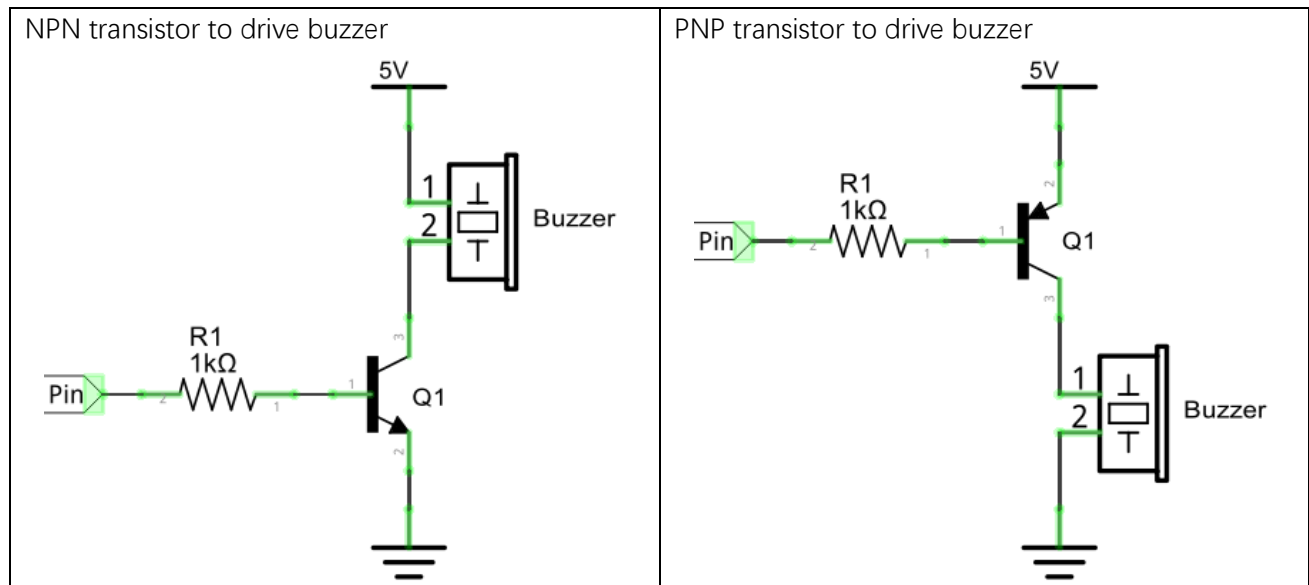 NPN transistor to drive buzzer
5V
1
2
Buzzer
3
R1
1kΩ
Pin
2
1
1
Q1
2
PNP transistor to drive buzzer
5V
2
R1
1kΩ
Pin
2
1
1
Q1
3
1
2
Buzzer